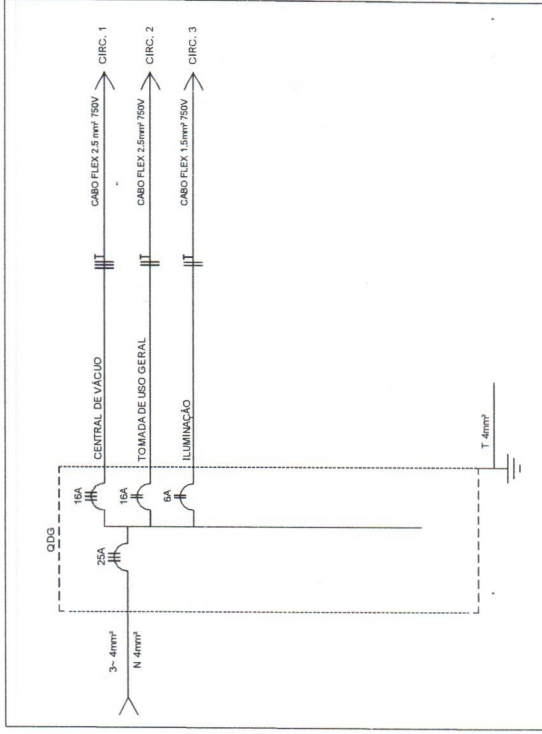 QDG
3~ 4mm²
N 4mm²
25A
16A
CENTRAL DE VÁCUO
T
CABO FLEX 2.5 mm² 750V
CIRC. 1
16A
TOMADA DE USO GERAL
T
CABO FLEX 2.5mm² 750V
CIRC. 2
6A
ILUMINAÇÃO
T
CABO FLEX 1.5mm² 750V
CIRC. 3
T 4mm²